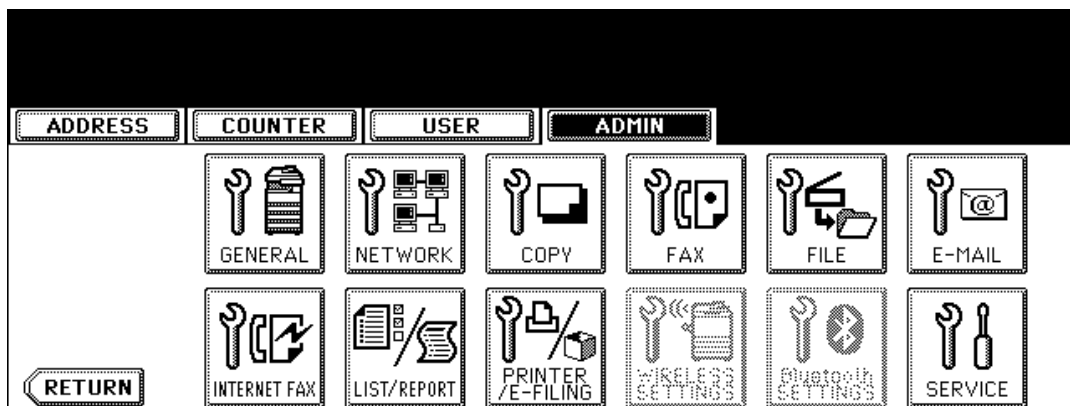 ADDRESS COUNTER USER ADMIN
GENERAL NETWORK COPY FAX FILE E-MAIL
INTERNET FAX LIST/REPORT PRINTER /E-FILING WIRELESS SETTINGS Bluetooth SETTINGS SERVICE
RETURN